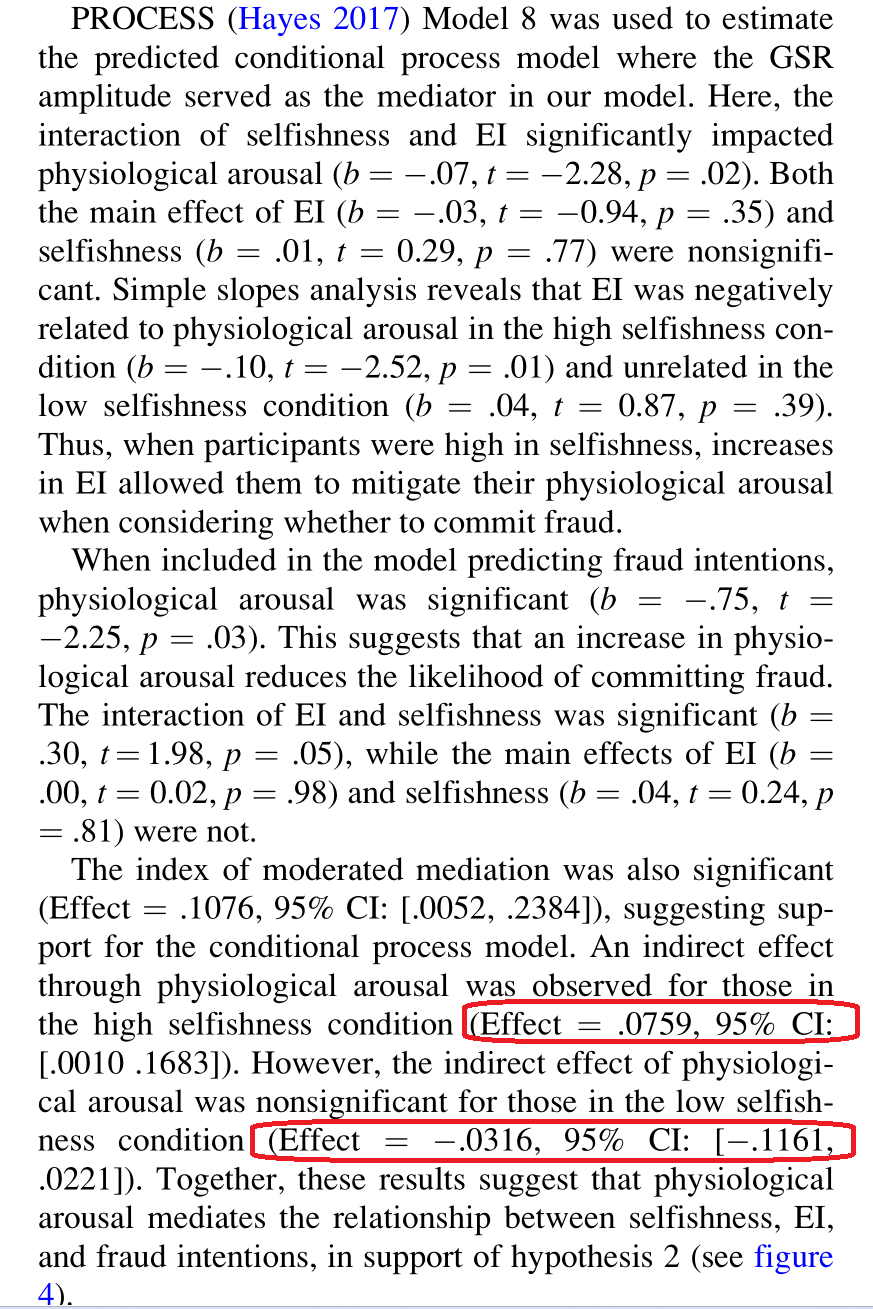 PROCESS (Hayes 2017) Model 8 was used to estimate
the predicted conditional process model where the GSR
amplitude served as the mediator in our model. Here, the
interaction of selfishness and EI significantly impacted
physiological arousal (b = −.07, t = −2.28, p = .02). Both
the main effect of EI (b = −.03, t = −0.94, p = .35) and
selfishness (b = .01, t = 0.29, p = .77) were nonsignifi-
cant. Simple slopes analysis reveals that EI was negatively
related to physiological arousal in the high selfishness con-
dition (b = −.10, t = −2.52, p = .01) and unrelated in the
low selfishness condition (b = .04, t = 0.87, p = .39).
Thus, when participants were high in selfishness, increases
in EI allowed them to mitigate their physiological arousal
when considering whether to commit fraud.
When included in the model predicting fraud intentions,
physiological arousal was significant (b = −.75, t =
−2.25, p = .03). This suggests that an increase in physio-
logical arousal reduces the likelihood of committing fraud.
The interaction of EI and selfishness was significant (b =
.30, t = 1.98, p = .05), while the main effects of EI (b =
.00, t = 0.02, p = .98) and selfishness (b = .04, t = 0.24, p
= .81) were not.
The index of moderated mediation was also significant
(Effect = .1076, 95% CI: [.0052, .2384]), suggesting sup-
port for the conditional process model. An indirect effect
through physiological arousal was observed for those in
the high selfishness condition (Effect = .0759, 95% CI:
[.0010 .1683]). However, the indirect effect of physiologi-
cal arousal was nonsignificant for those in the low selfish-
ness condition (Effect = −.0316, 95% CI: [−.1161,
.0221]). Together, these results suggest that physiological
arousal mediates the relationship between selfishness, EI,
and fraud intentions, in support of hypothesis 2 (see figure
4).